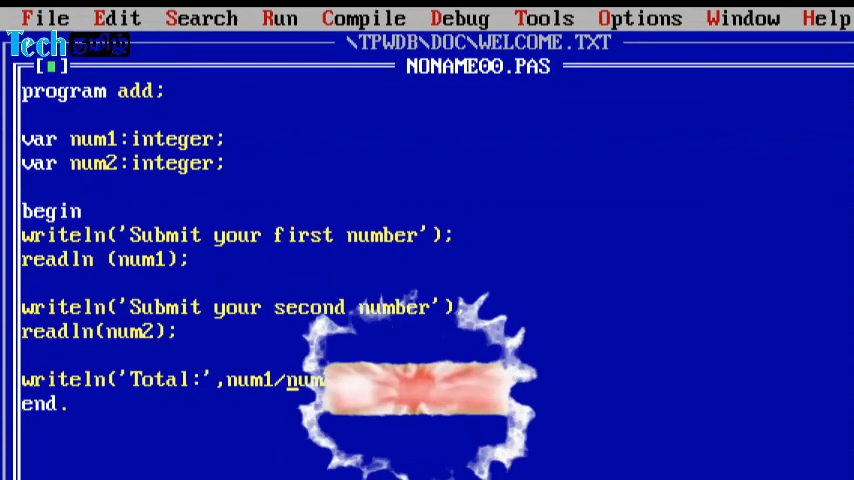 File Edit Search Run Compile Debug Tools Options Window Help
\TPWDB\DOC\WELCOME.TXT
Tech தமிழ்
NONAME00.PAS
program add;
var num1:integer;
var num2:integer;
begin
writeln('Submit your first number');
readln (num1);
writeln('Submit your second number');
readln(num2);
writeln('Total:',num1/num
end.